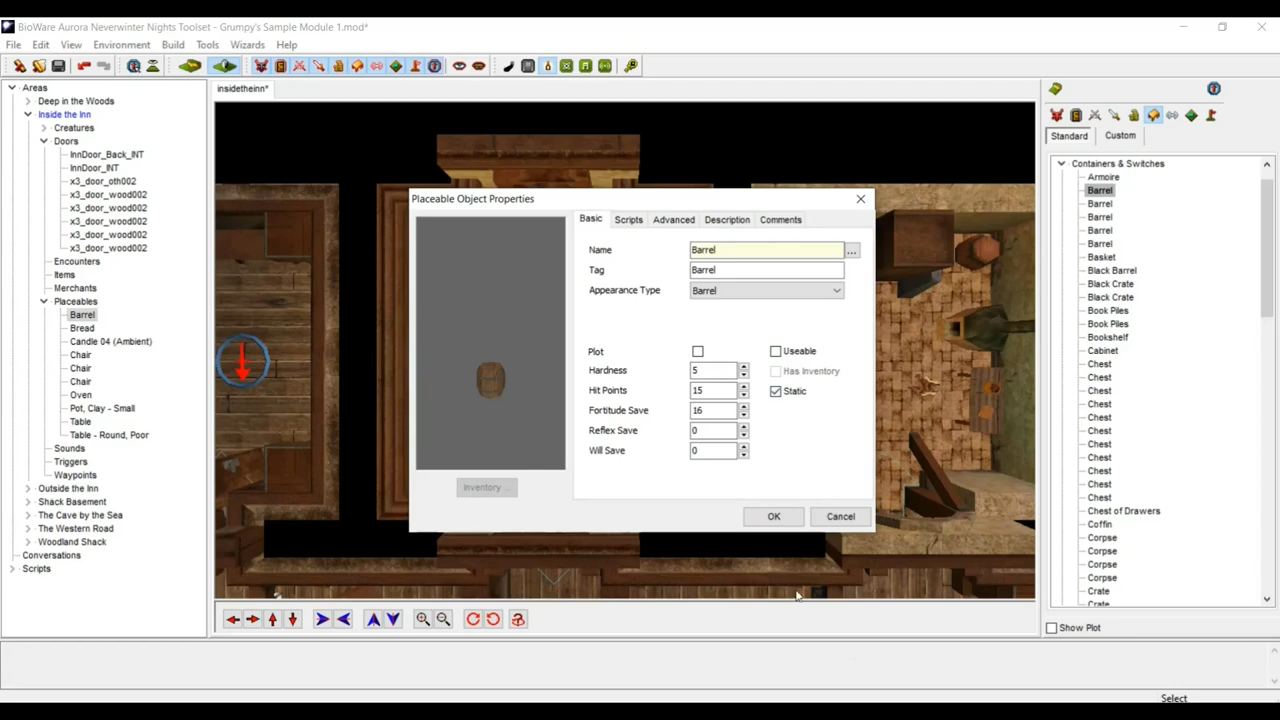 BioWare Aurora Neverwinter Nights Toolset - Grumpy's Sample Module 1.mod*
File Edit View Environment Build Tools Wizards Help
Areas
Deep in the Woods
Inside the Inn
Creatures
Doors
InnDoor_Back_INT
InnDoor_INT
x3_door_oth002
x3_door_wood002
x3_door_wood002
x3_door_wood002
x3_door_wood002
x3_door_wood002
Encounters
Items
Merchants
Placeables
Barrel
Bread
Candle 04 (Ambient)
Chair
Chair
Chair
Oven
Pot, Clay - Small
Table
Table - Round, Poor
Sounds
Triggers
Waypoints
Outside the Inn
Shack Basement
The Cave by the Sea
The Western Road
Woodland Shack
Conversations
Scripts
insidetheinn*
Placeable Object Properties
Basic Scripts Advanced Description Comments
Name Barrel ...
Tag Barrel
Appearance Type Barrel
Plot Useable
Hardness 5 Has Inventory
Hit Points 15 Static
Fortitude Save 16
Reflex Save 0
Will Save 0
Inventory ...
OK Cancel
Standard Custom
Containers & Switches
Armoire
Barrel
Barrel
Barrel
Barrel
Barrel
Basket
Black Barrel
Black Crate
Black Crate
Book Piles
Book Piles
Bookshelf
Cabinet
Chest
Chest
Chest
Chest
Chest
Chest
Chest
Chest
Chest
Chest
Chest
Chest of Drawers
Coffin
Corpse
Corpse
Corpse
Corpse
Crate
Crate
Show Plot
Select